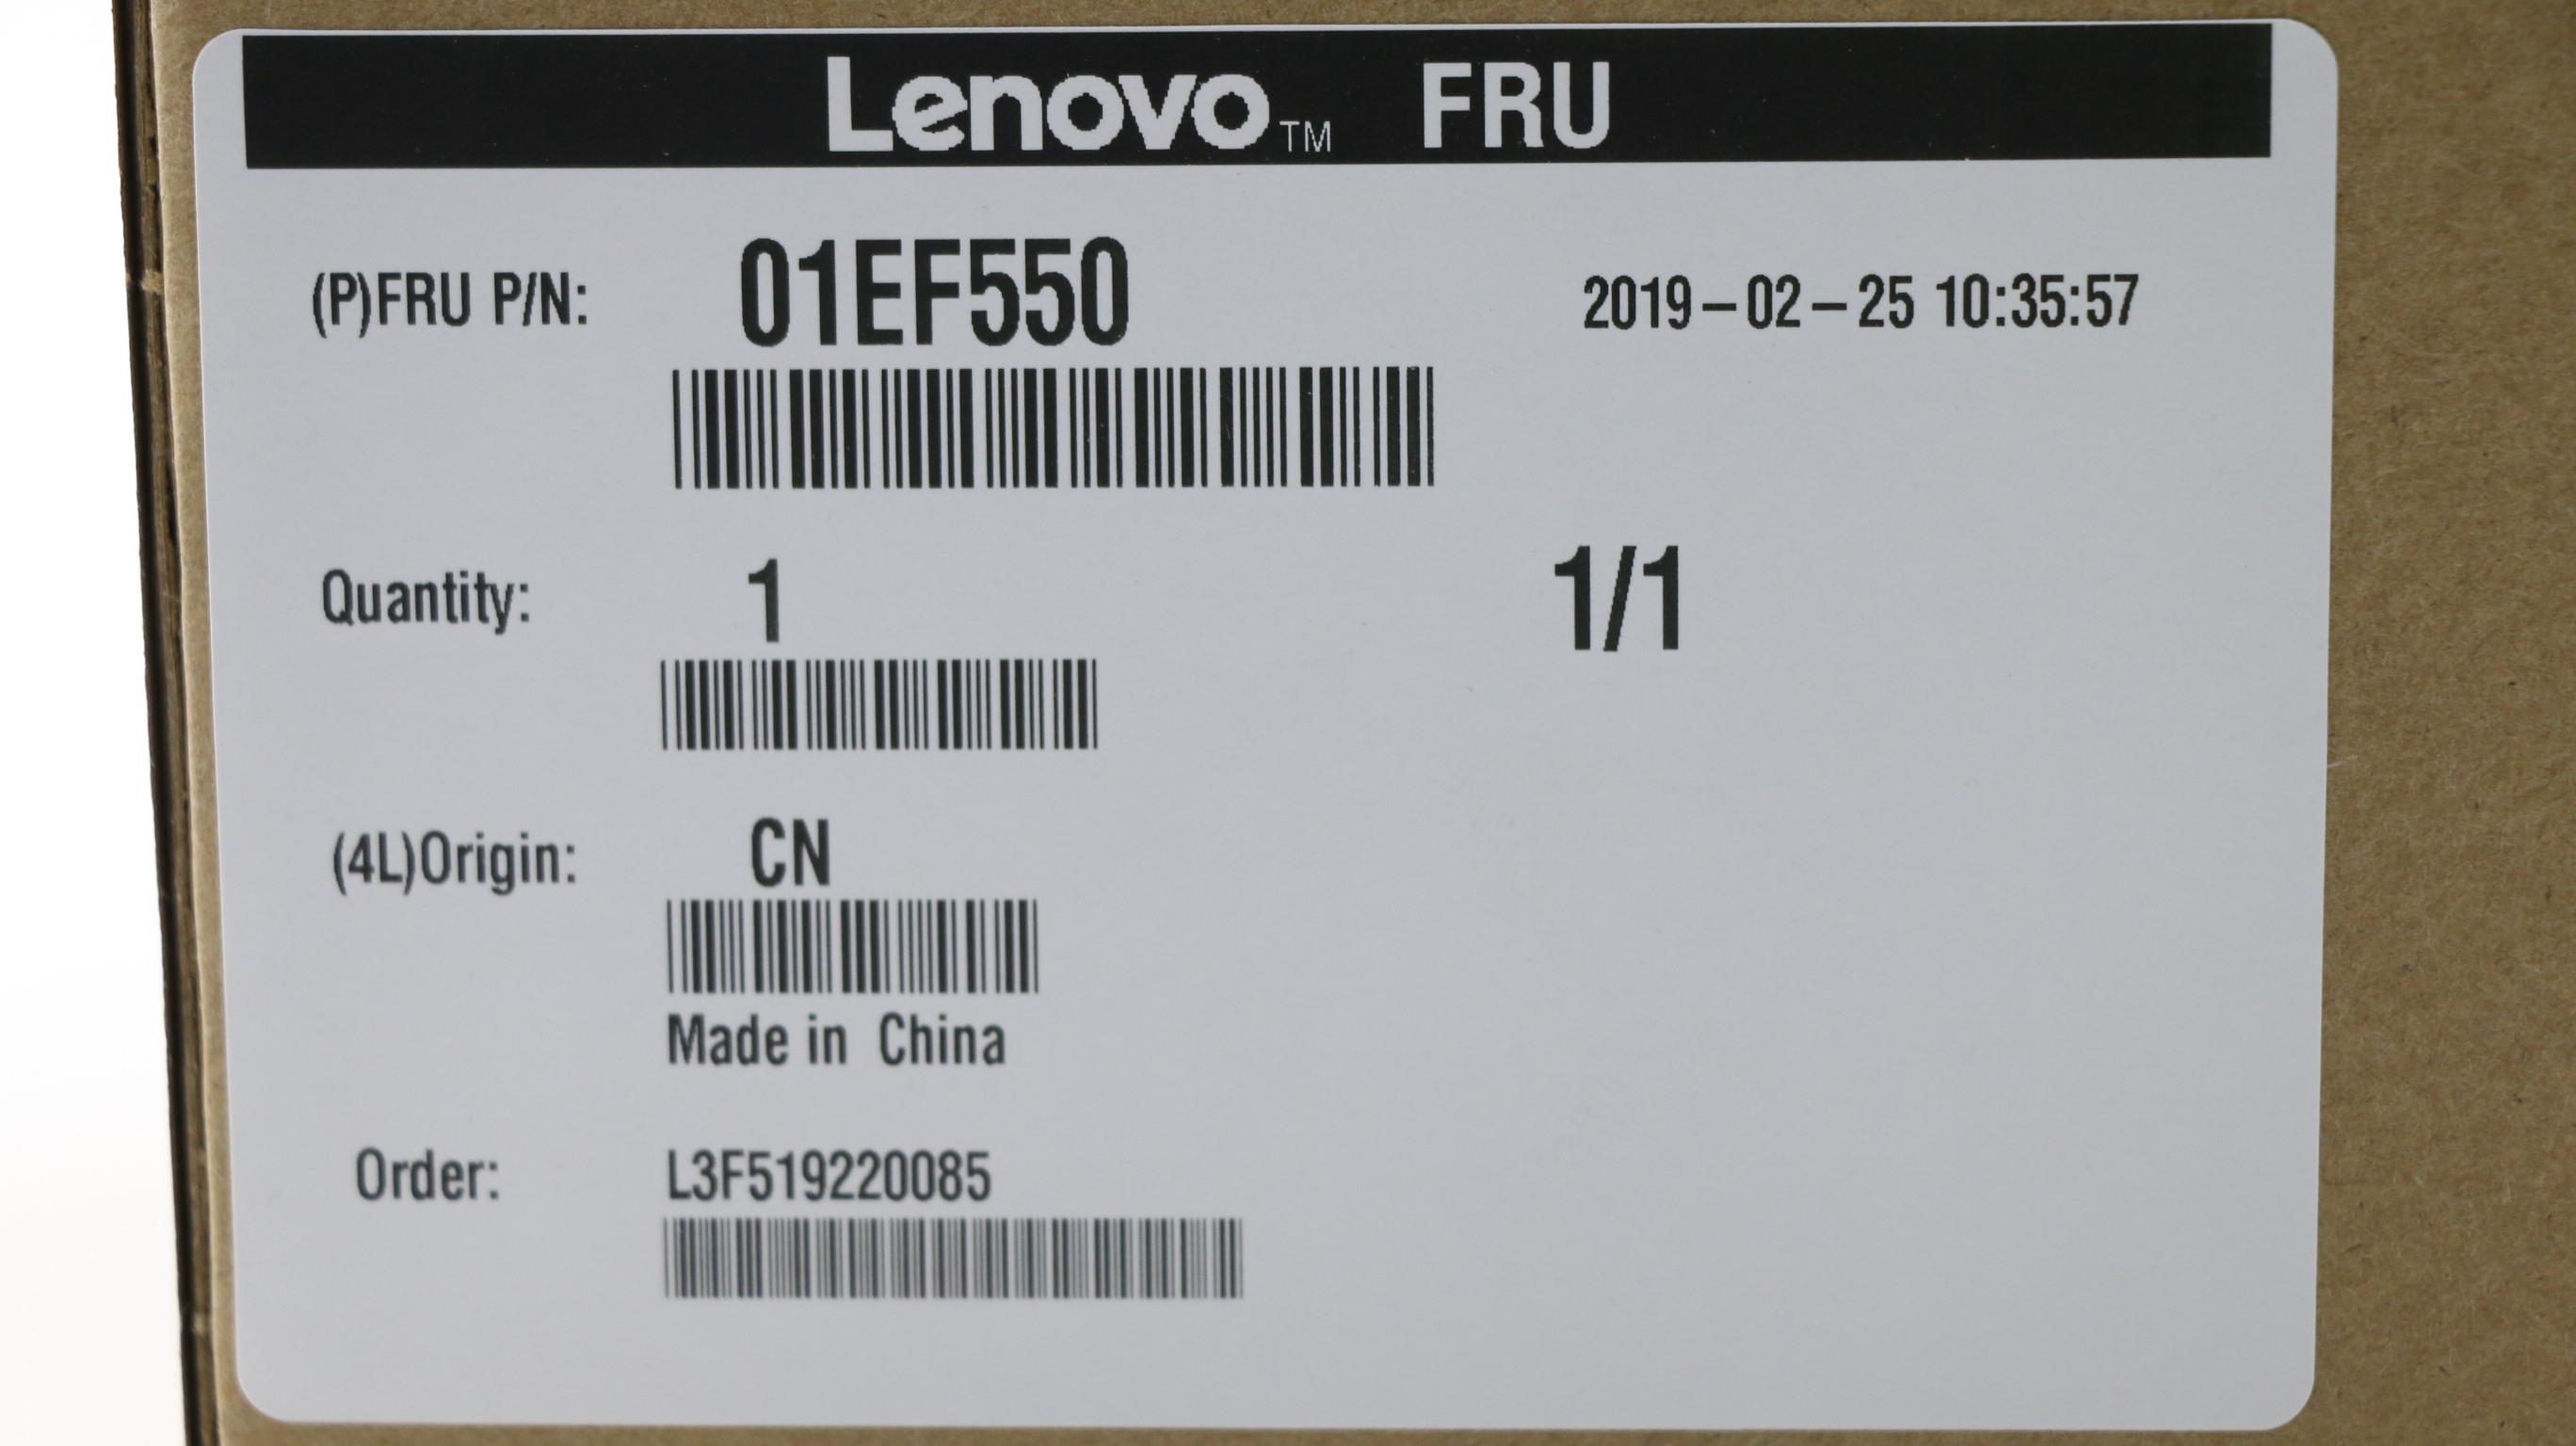 Lenovo™ FRU
(P)FRU P/N: 01EF550 2019-02-25 10:35:57
Quantity: 1 1/1
(4L)Origin: CN
Made in China
Order: L3F519220085